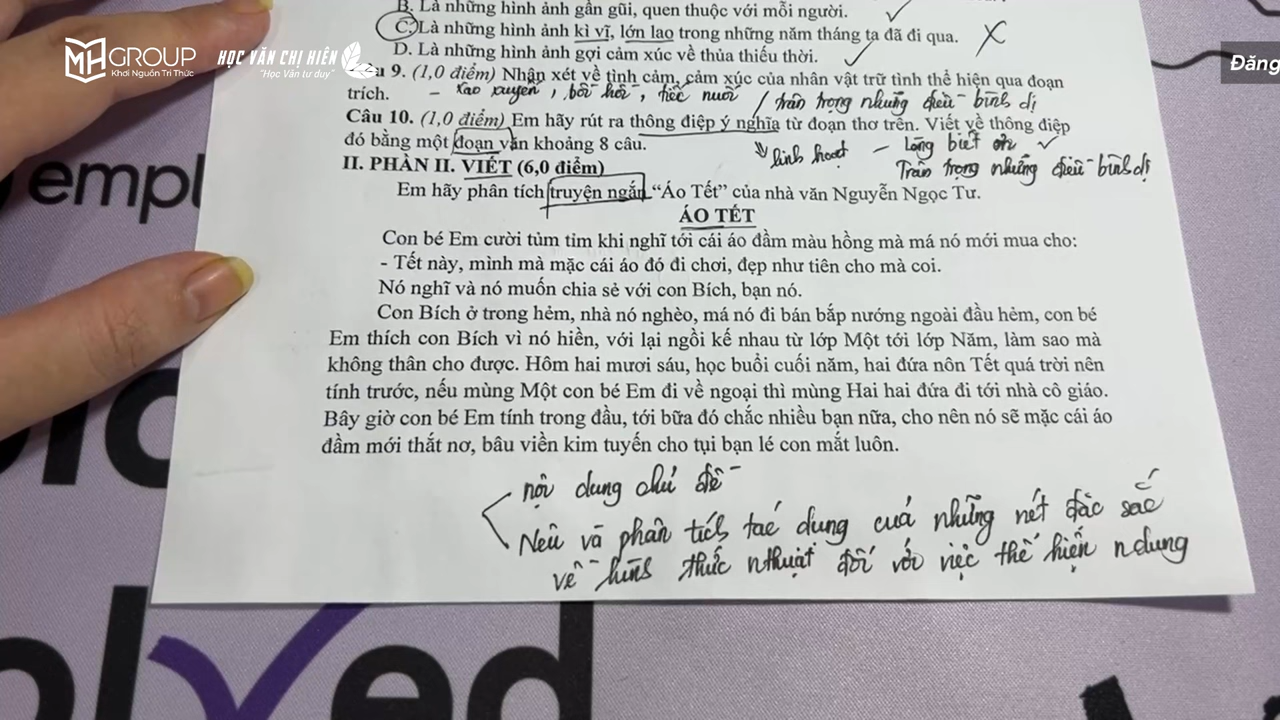 B. Là những hình ảnh gần gũi, quen thuộc với mỗi người.
C. Là những hình ảnh kì vĩ, lớn lao trong những năm tháng ta đã đi qua.
D. Là những hình ảnh gợi cảm xúc về thủa thiếu thời.
MH GROUP
Khơi Nguồn Tri Thức
HỌC VĂN CHỊ HIÊN
"Học Văn tư duy"
Đăng
9. (1,0 điểm) Nhận xét về tình cảm, cảm xúc của nhân vật trữ tình thể hiện qua đoạn
trích. - xao xuyến, bồi hồi, tiếc nuối / trân trọng những điều bình dị
Câu 10. (1,0 điểm) Em hãy rút ra thông điệp ý nghĩa từ đoạn thơ trên. Viết về thông điệp
đó bằng một đoạn văn khoảng 8 câu.
linh hoạt - Lòng biết ơn
Trân trọng những điều bình dị
II. PHẦN II. VIẾT (6,0 điểm)
Em hãy phân tích truyện ngắn "Áo Tết" của nhà văn Nguyễn Ngọc Tư.
ÁO TẾT
Con bé Em cười tủm tỉm khi nghĩ tới cái áo đầm màu hồng mà má nó mới mua cho:
- Tết này, mình mà mặc cái áo đó đi chơi, đẹp như tiên cho mà coi.
Nó nghĩ và nó muốn chia sẻ với con Bích, bạn nó.
Con Bích ở trong hẻm, nhà nó nghèo, má nó đi bán bắp nướng ngoài đầu hẻm, con bé
Em thích con Bích vì nó hiền, với lại ngồi kế nhau từ lớp Một tới lớp Năm, làm sao mà
không thân cho được. Hôm hai mươi sáu, học buổi cuối năm, hai đứa nôn Tết quá trời nên
tính trước, nếu mùng Một con bé Em đi về ngoại thì mùng Hai hai đứa đi tới nhà cô giáo.
Bây giờ con bé Em tính trong đầu, tới bữa đó chắc nhiều bạn nữa, cho nên nó sẽ mặc cái áo
đầm mới thắt nơ, bâu viền kim tuyến cho tụi bạn lé con mắt luôn.
nội dung chủ đề
Nêu và phân tích tác dụng của những nét đặc sắc
về hình thức nthuật đối với việc thể hiện ndung
empl